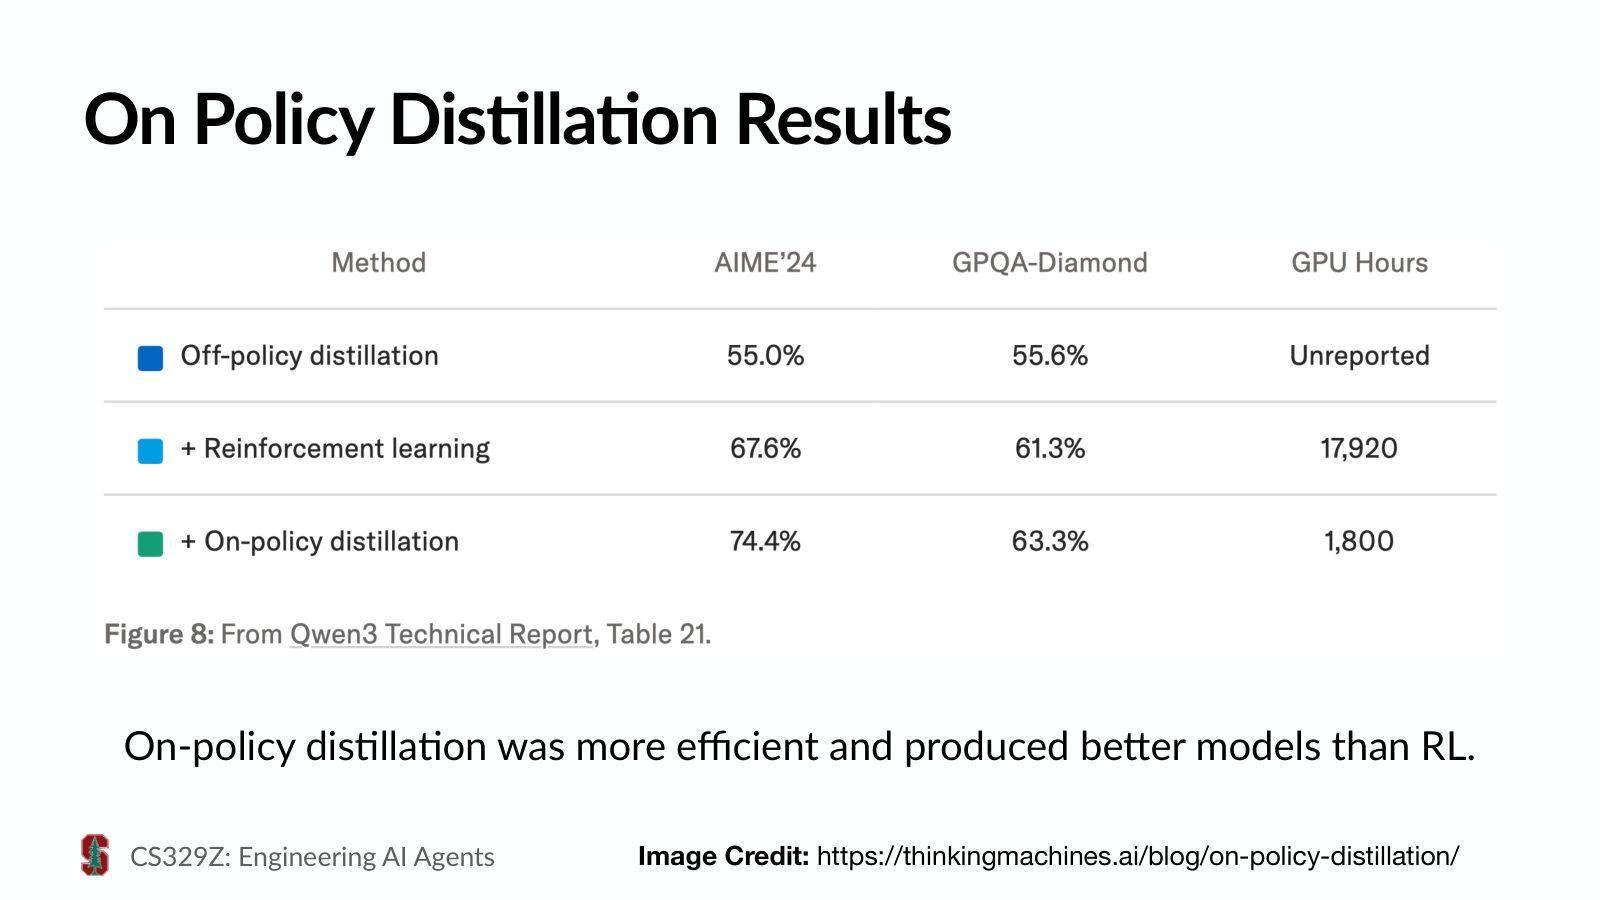 On Policy Distillation Results
Method AIME’24 GPQA-Diamond GPU Hours
Off-policy distillation 55.0% 55.6% Unreported
+ Reinforcement learning 67.6% 61.3% 17,920
+ On-policy distillation 74.4% 63.3% 1,800
Figure 8: From Qwen3 Technical Report, Table 21.
On-policy distillation was more efficient and produced better models than RL.
CS329Z: Engineering AI Agents Image Credit: https://thinkingmachines.ai/blog/on-policy-distillation/